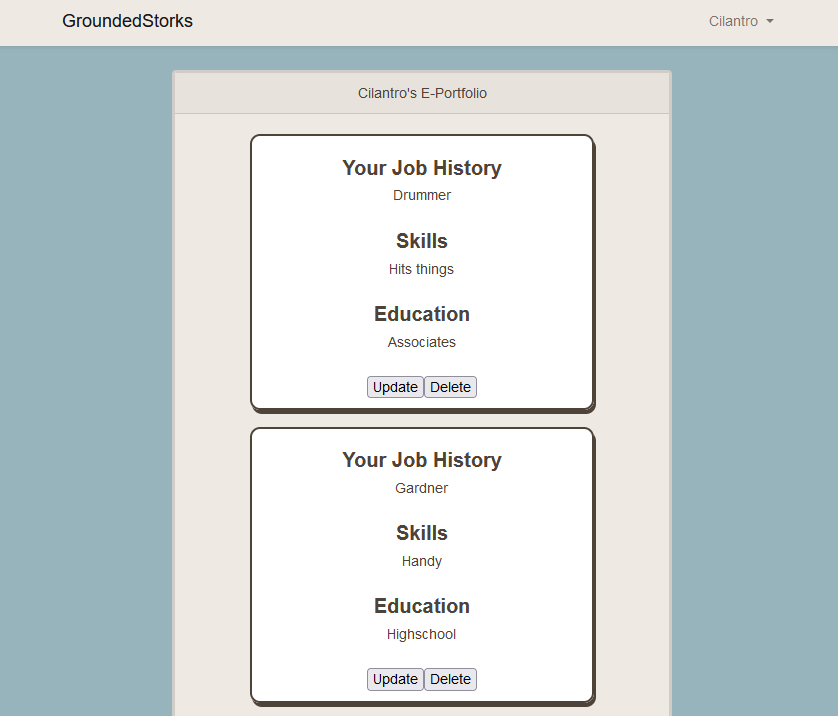 GroundedStorks
Cilantro
Cilantro's E-Portfolio
Your Job History
Drummer
Skills
Hits things
Education
Associates
Update Delete
Your Job History
Gardner
Skills
Handy
Education
Highschool
Update Delete